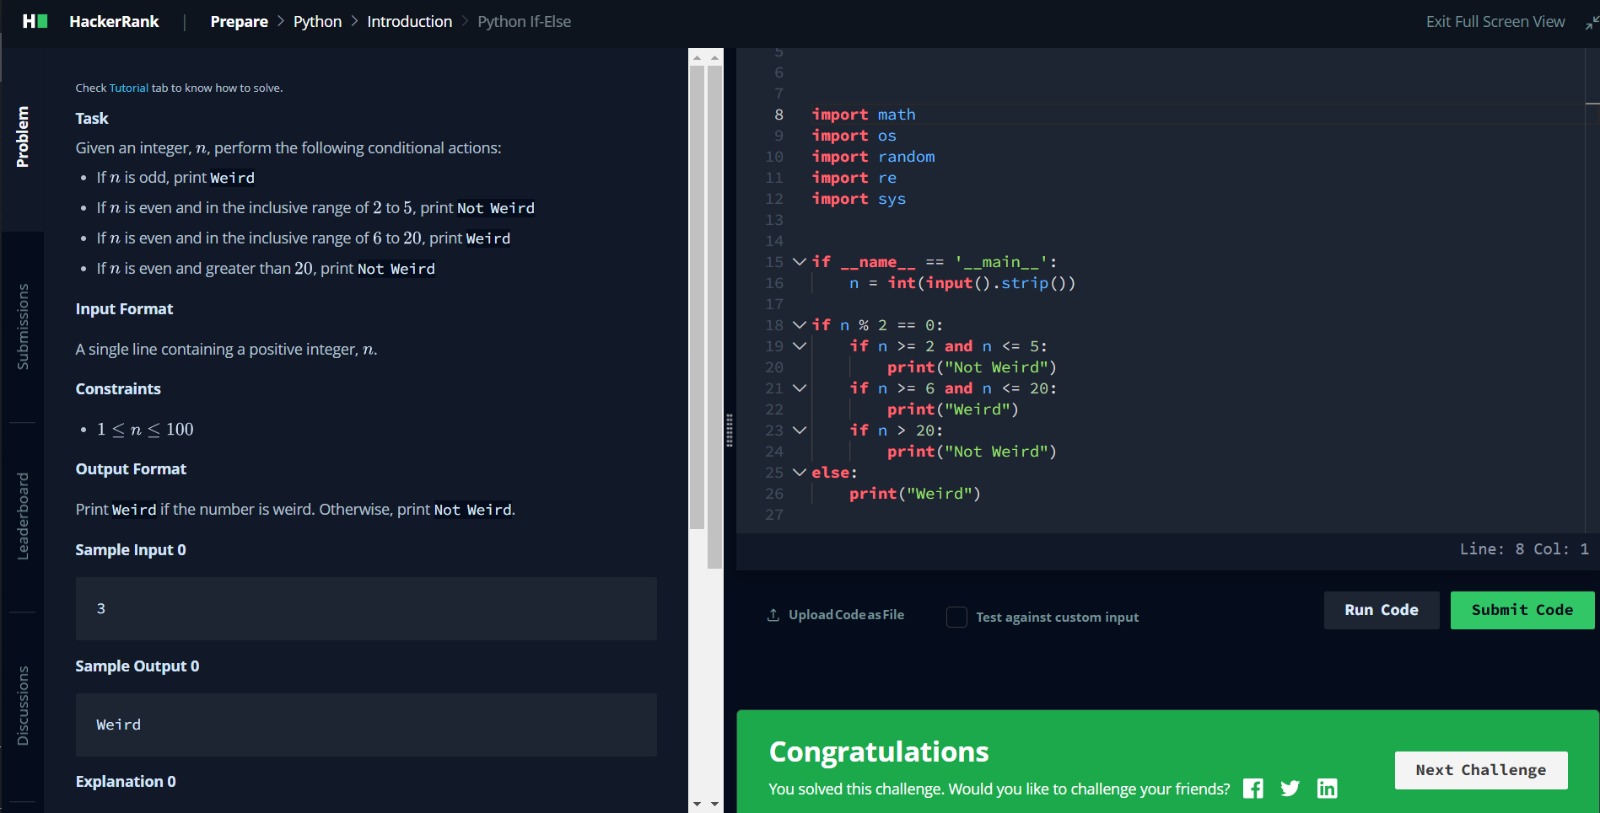 HackerRank | Prepare > Python > Introduction > Python If-Else
Exit Full Screen View
Problem
Submissions
Leaderboard
Discussions
Check Tutorial tab to know how to solve.
Task
Given an integer, n, perform the following conditional actions:
• If n is odd, print Weird
• If n is even and in the inclusive range of 2 to 5, print Not Weird
• If n is even and in the inclusive range of 6 to 20, print Weird
• If n is even and greater than 20, print Not Weird
Input Format
A single line containing a positive integer, n.
Constraints
• 1 ≤ n ≤ 100
Output Format
Print Weird if the number is weird. Otherwise, print Not Weird.
Sample Input 0
3
Sample Output 0
Weird
Explanation 0
5
6
7
8 import math
9 import os
10 import random
11 import re
12 import sys
13
14
15 if __name__ == '__main__':
16     n = int(input().strip())
17
18 if n % 2 == 0:
19     if n >= 2 and n <= 5:
20         print("Not Weird")
21     if n >= 6 and n <= 20:
22         print("Weird")
23     if n > 20:
24         print("Not Weird")
25 else:
26     print("Weird")
27
Line: 8 Col: 1
Upload Code as File
Test against custom input
Run Code
Submit Code
Congratulations
You solved this challenge. Would you like to challenge your friends?
Next Challenge